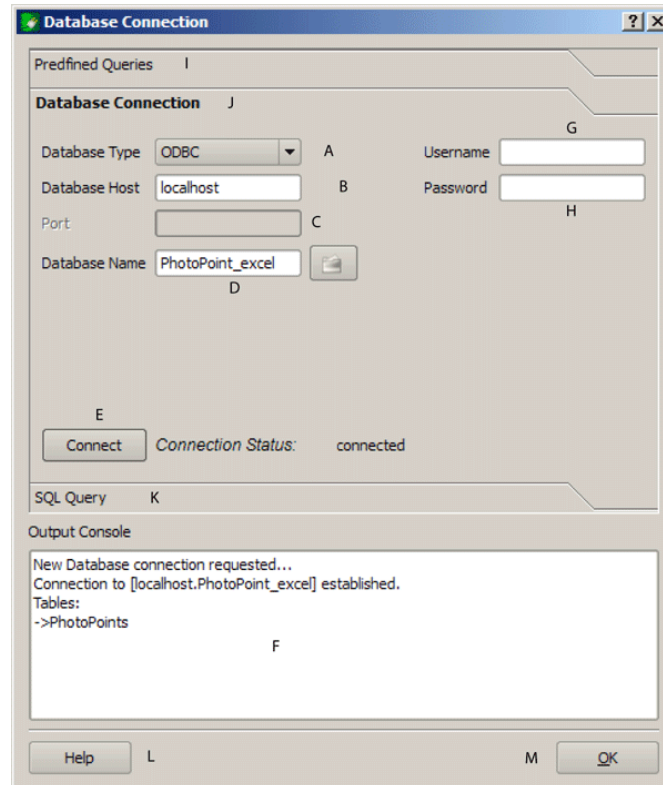 Database Connection ? X
Predfined Queries I
Database Connection J
G
Database Type ODBC A Username
Database Host localhost B Password
Port C H
Database Name PhotoPoint_excel
D
E
Connect Connection Status: connected
SQL Query K
Output Console
New Database connection requested...
Connection to [localhost.PhotoPoint_excel] established.
Tables:
->PhotoPoints
F
Help L M OK